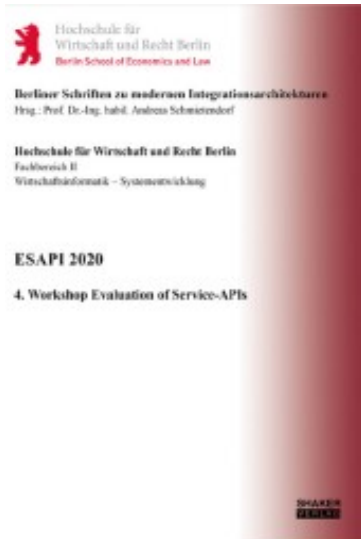 Hochschule für
Wirtschaft und Recht Berlin
Berlin School of Economics and Law
Berliner Schriften zu modernen Integrationsarchitekturen
Hrsg.: Prof. Dr.-Ing. habil. Andreas Schmietendorf
Hochschule für Wirtschaft und Recht Berlin
Fachbereich II
Wirtschaftsinformatik – Systementwicklung
ESAPI 2020
4. Workshop Evaluation of Service-APIs
SHAKER
VERLAG